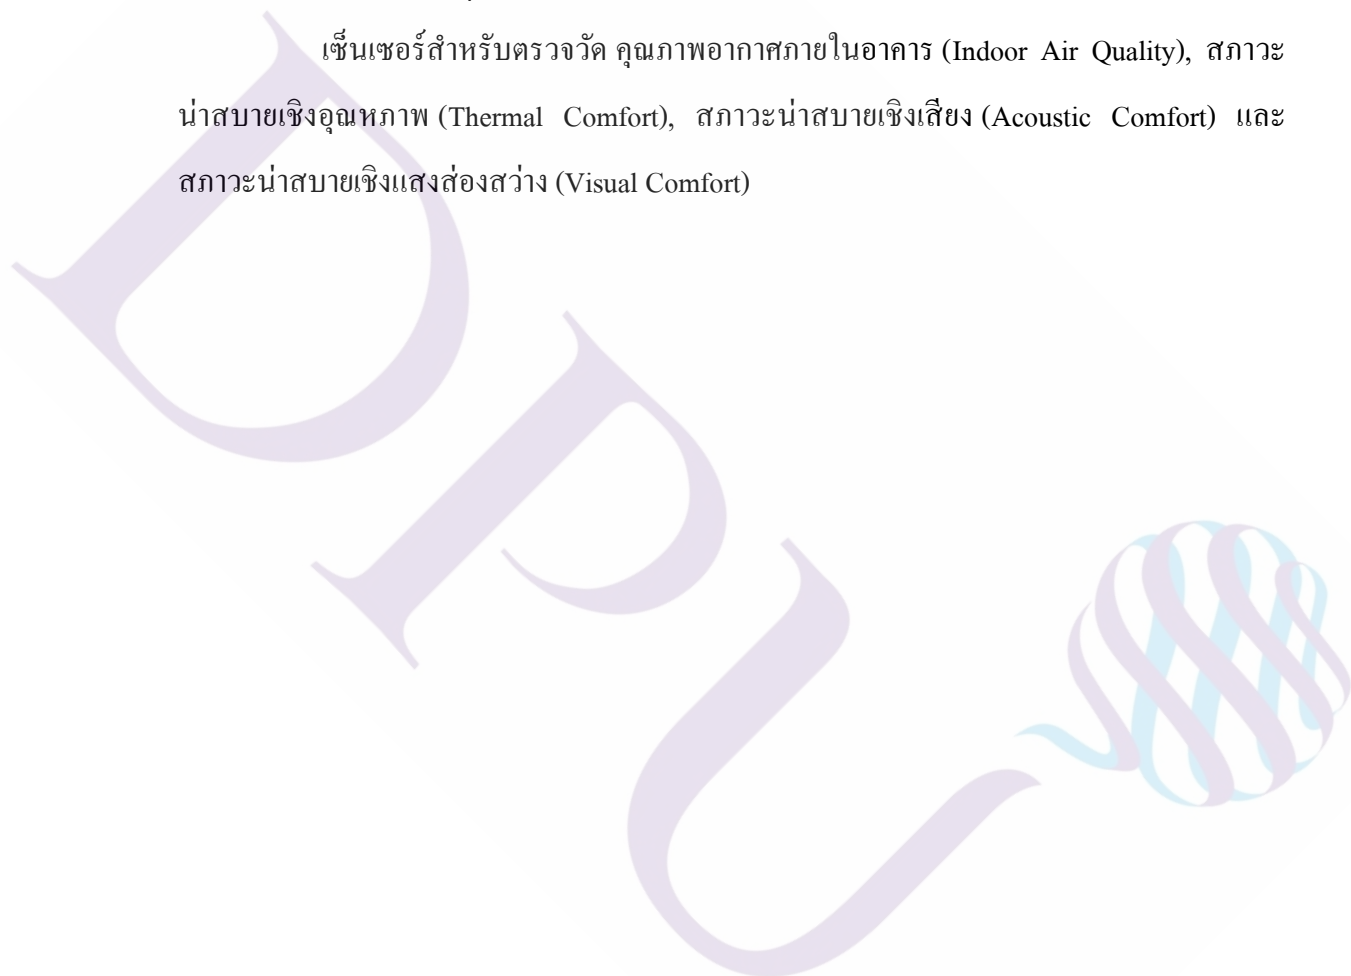 เซ็นเซอร์สำหรับตรวจวัด คุณภาพอากาศภายในอาคาร (Indoor Air Quality), สภาวะ
น่าสบายเชิงอุณหภาพ (Thermal Comfort), สภาวะน่าสบายเชิงเสียง (Acoustic Comfort) และ
สภาวะน่าสบายเชิงแสงส่องสว่าง (Visual Comfort)
DPU